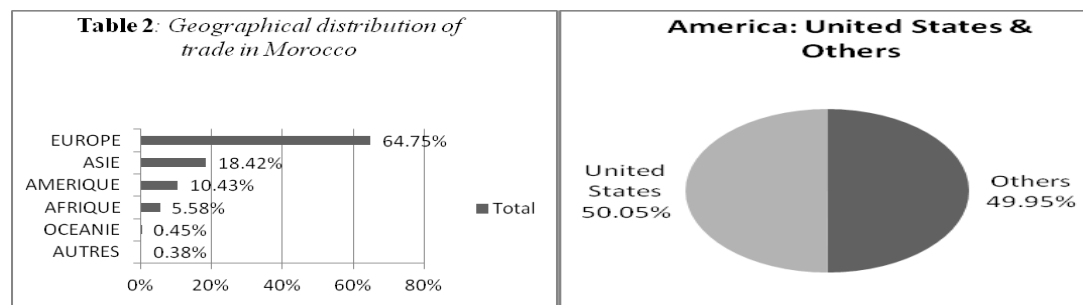 Table 2: Geographical distribution of
trade in Morocco
EUROPE 64.75%
ASIE 18.42%
AMERIQUE 10.43%
AFRIQUE 5.58%
OCEANIE 0.45%
AUTRES 0.38%
0% 20% 40% 60% 80%
Total
America: United States &
Others
United
States
50.05%
Others
49.95%